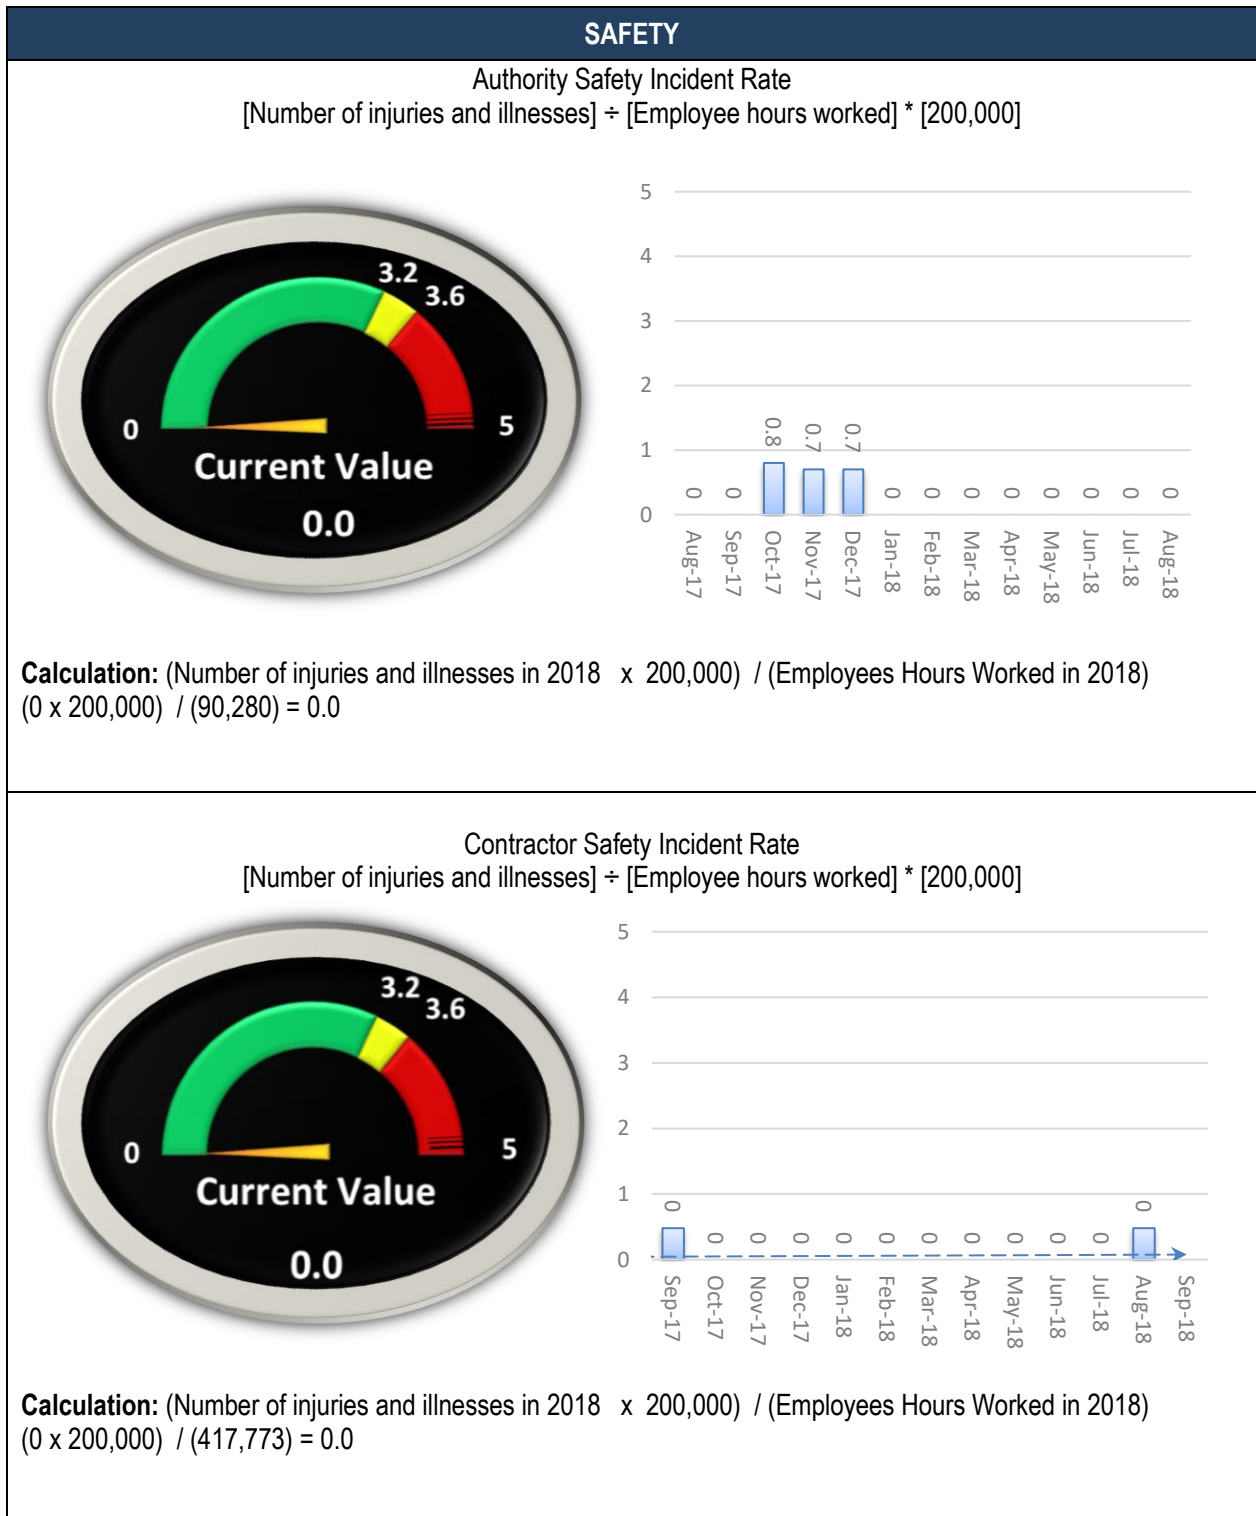 SAFETY
Authority Safety Incident Rate
[Number of injuries and illnesses] ÷ [Employee hours worked] * [200,000]
3.2
3.6
0
5
Current Value
0.0
5
4
3
2
1
0
0 0 0.8 0.7 0.7 0 0 0 0 0 0 0 0
Aug-17 Sep-17 Oct-17 Nov-17 Dec-17 Jan-18 Feb-18 Mar-18 Apr-18 May-18 Jun-18 Jul-18 Aug-18
Calculation: (Number of injuries and illnesses in 2018 x 200,000) / (Employees Hours Worked in 2018)
(0 x 200,000) / (90,280) = 0.0
Contractor Safety Incident Rate
[Number of injuries and illnesses] ÷ [Employee hours worked] * [200,000]
3.2
3.6
0
5
Current Value
0.0
5
4
3
2
1
0
0 0 0 0 0 0 0 0 0 0 0 0
Sep-17 Oct-17 Nov-17 Dec-17 Jan-18 Feb-18 Mar-18 Apr-18 May-18 Jun-18 Jul-18 Aug-18 Sep-18
Calculation: (Number of injuries and illnesses in 2018 x 200,000) / (Employees Hours Worked in 2018)
(0 x 200,000) / (417,773) = 0.0